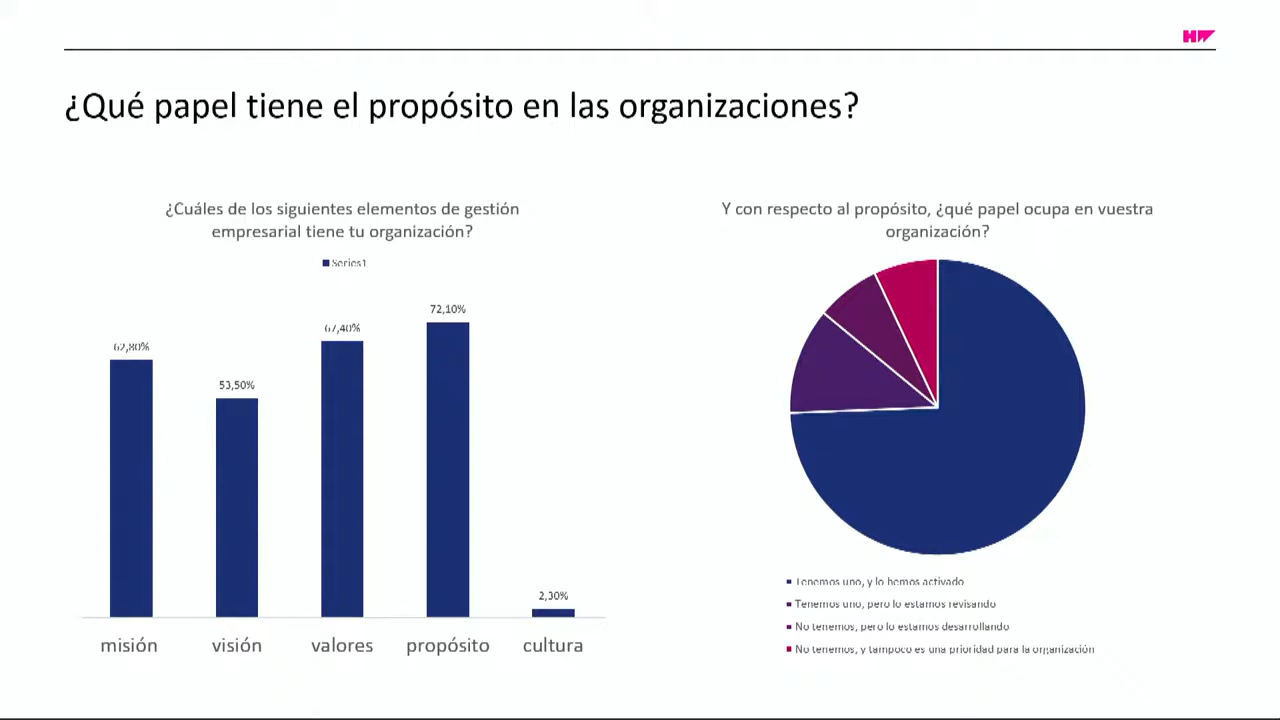 HW
¿Qué papel tiene el propósito en las organizaciones?
¿Cuáles de los siguientes elementos de gestión
empresarial tiene tu organización?
Series1
62,80%
53,50%
67,40%
72,10%
2,30%
misión
visión
valores
propósito
cultura
Y con respecto al propósito, ¿qué papel ocupa en vuestra
organización?
Tenemos uno, y lo hemos activado
Tenemos uno, pero lo estamos revisando
No tenemos, pero lo estamos desarrollando
No tenemos, y tampoco es una prioridad para la organización